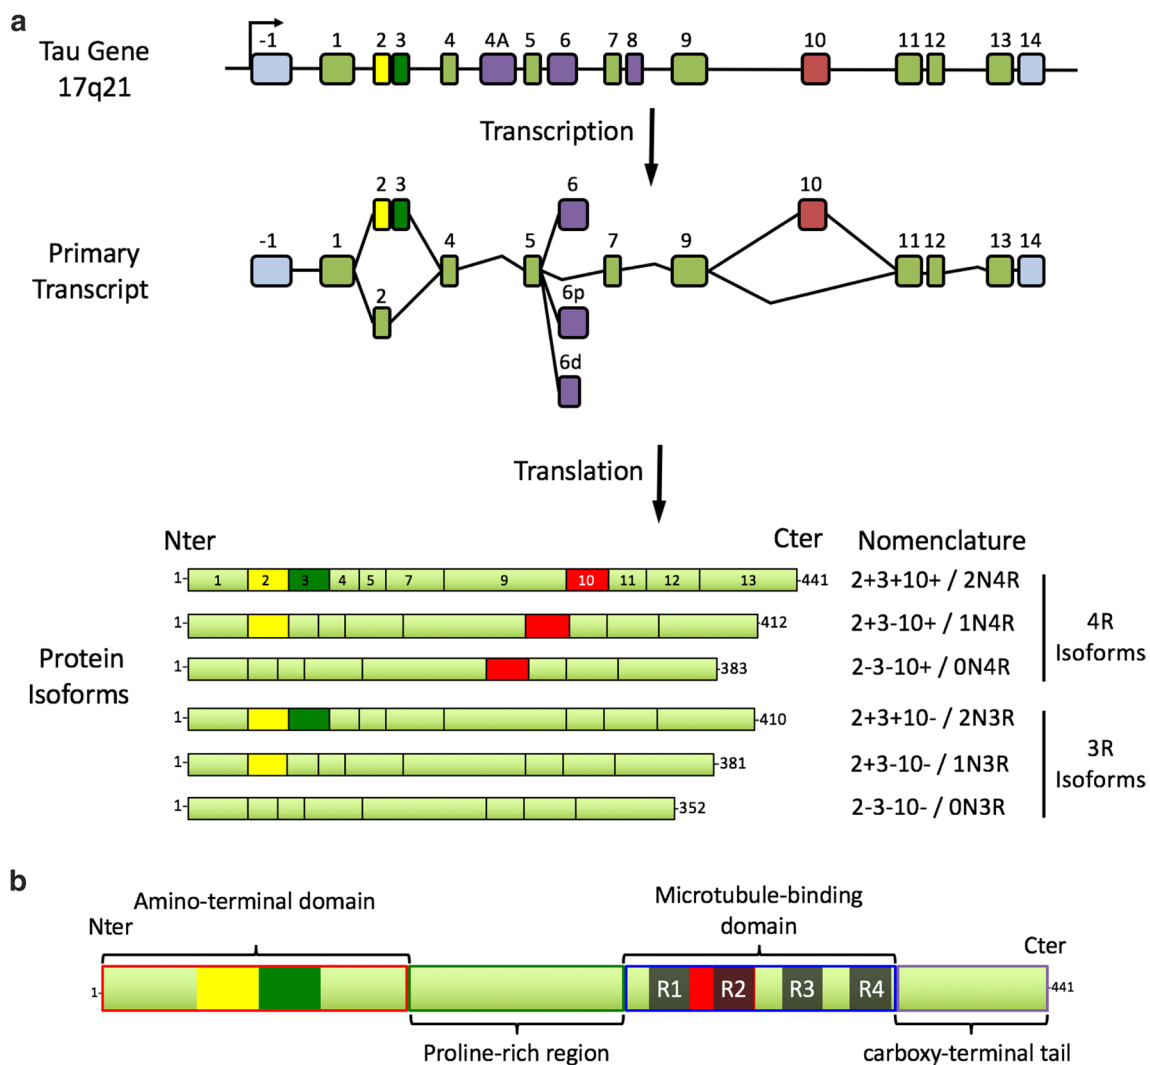 a
Tau Gene
17q21
-1 1 2 3 4 4A 5 6 7 8 9 10 11 12 13 14
Transcription
2 3 6 10
Primary
Transcript
-1 1 4 5 7 9 11 12 13 14
2 6p
6d
Translation
Nter Cter Nomenclature
1- 1 2 3 4 5 7 9 10 11 12 13 -441 2+3+10+ / 2N4R
1- -412 2+3-10+ / 1N4R
1- -383 2-3-10+ / 0N4R
4R
Isoforms
Protein
Isoforms
1- -410 2+3+10- / 2N3R
1- -381 2+3-10- / 1N3R
1- -352 2-3-10- / 0N3R
3R
Isoforms
b
Amino-terminal domain
Microtubule-binding
domain
Nter Cter
1- R1 R2 R3 R4 -441
Proline-rich region carboxy-terminal tail